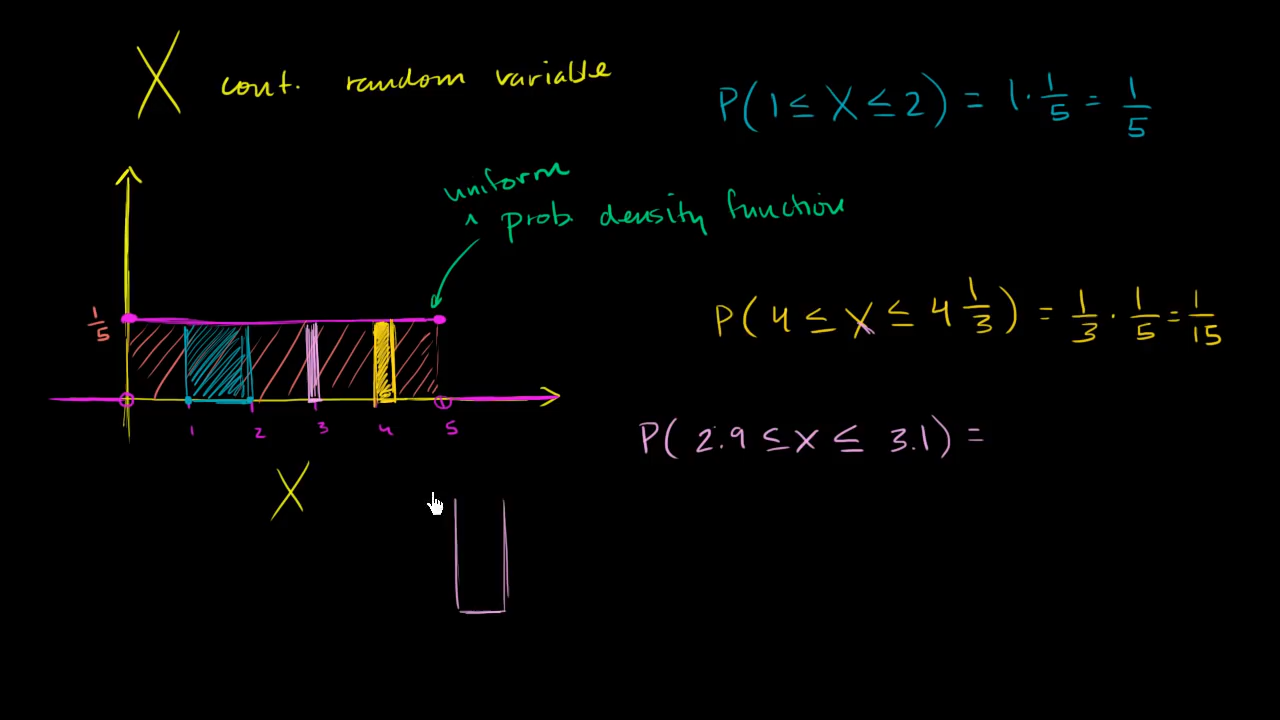 X cont. random variable
P(1 ≤ X ≤ 2) = 1 · 1/5 = 1/5
uniform
^ prob density function
P(4 ≤ x ≤ 4 1/3) = 1/3 · 1/5 = 1/15
1/5
P(2.9 ≤ x ≤ 3.1) =
1 2 3 4 5
X